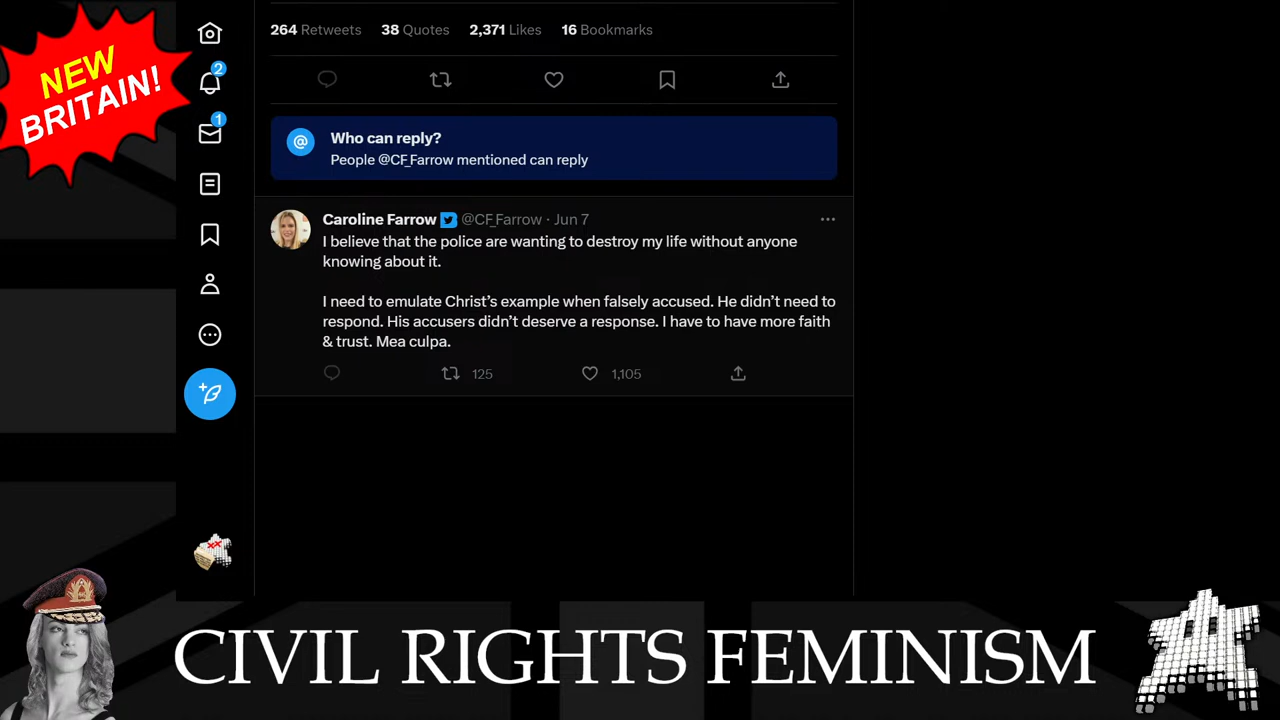 NEW
BRITAIN!
264 Retweets 38 Quotes 2,371 Likes 16 Bookmarks
2
1
@
Who can reply?
People @CF_Farrow mentioned can reply
Caroline Farrow @CF_Farrow · Jun 7 ···
I believe that the police are wanting to destroy my life without anyone
knowing about it.
I need to emulate Christ's example when falsely accused. He didn't need to
respond. His accusers didn't deserve a response. I have to have more faith
& trust. Mea culpa.
125 1,105
CIVIL RIGHTS FEMINISM